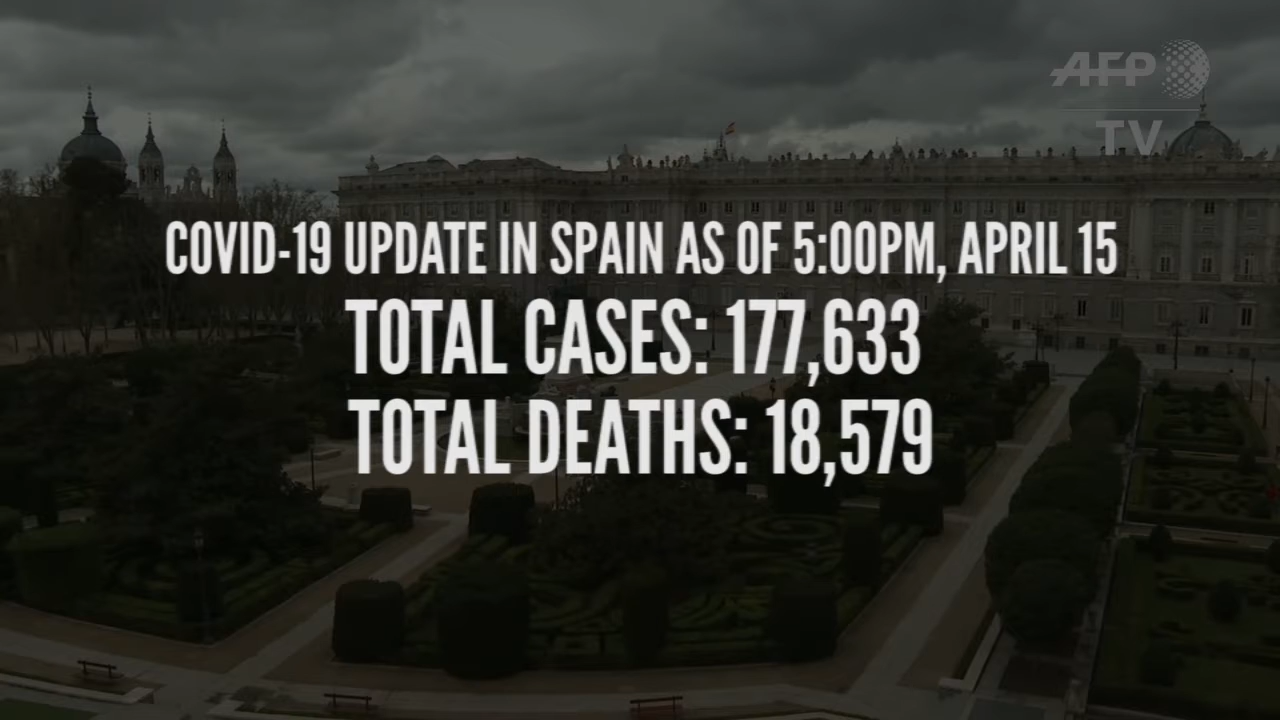 AFP
TV
COVID-19 UPDATE IN SPAIN AS OF 5:00PM, APRIL 15
TOTAL CASES: 177,633
TOTAL DEATHS: 18,579